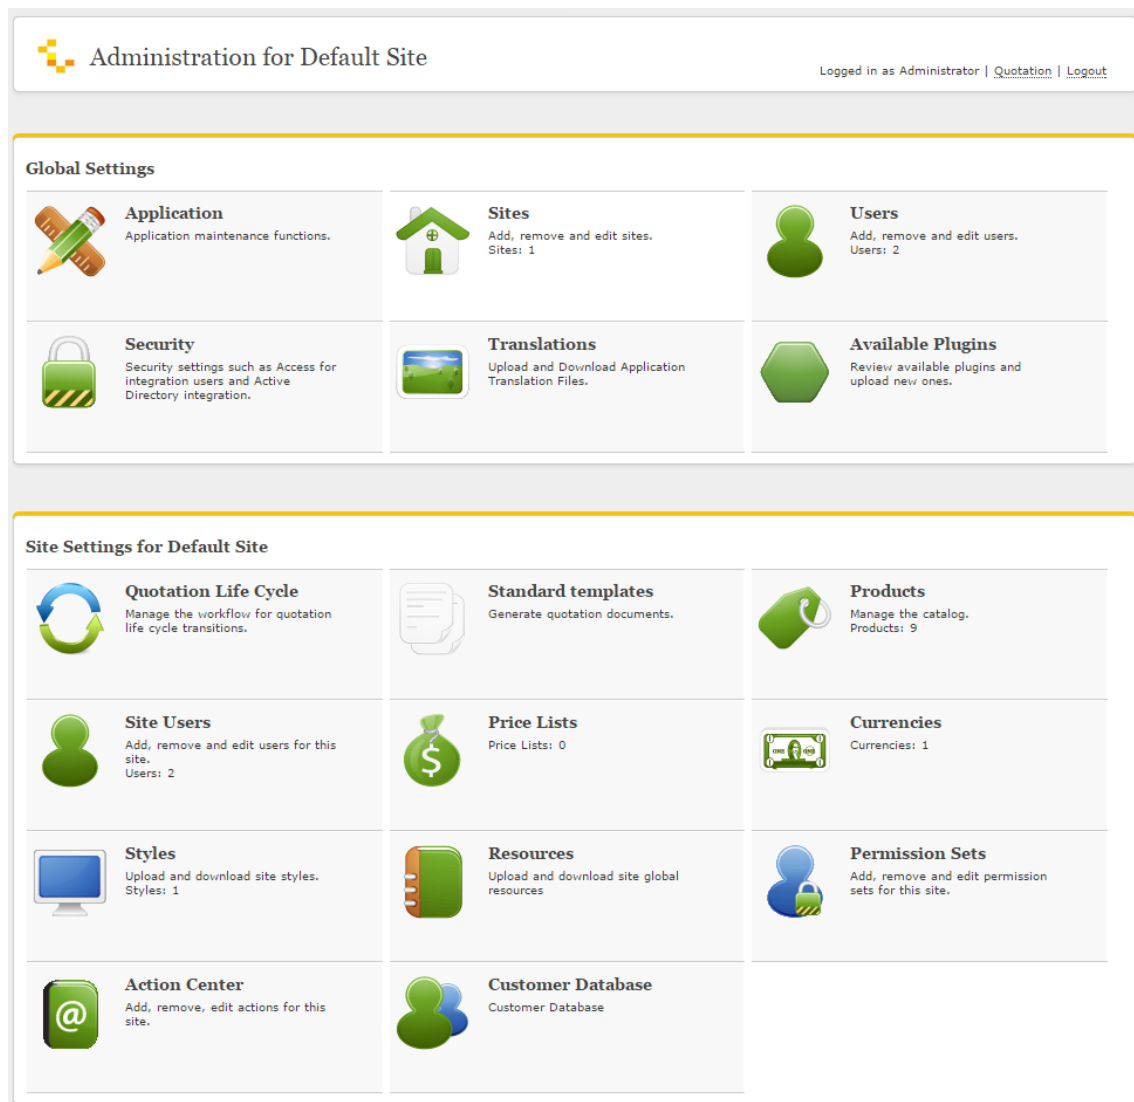 Administration for Default Site
Logged in as Administrator | Quotation | Logout
Global Settings
Application
Application maintenance functions.
Sites
Add, remove and edit sites.
Sites: 1
Users
Add, remove and edit users.
Users: 2
Security
Security settings such as Access for
integration users and Active
Directory integration.
Translations
Upload and Download Application
Translation Files.
Available Plugins
Review available plugins and
upload new ones.
Site Settings for Default Site
Quotation Life Cycle
Manage the workflow for quotation
life cycle transitions.
Standard templates
Generate quotation documents.
Products
Manage the catalog.
Products: 9
Site Users
Add, remove and edit users for this
site.
Users: 2
$
Price Lists
Price Lists: 0
Currencies
Currencies: 1
Styles
Upload and download site styles.
Styles: 1
Resources
Upload and download site global
resources
Permission Sets
Add, remove and edit permission
sets for this site.
@
Action Center
Add, remove, edit actions for this
site.
Customer Database
Customer Database